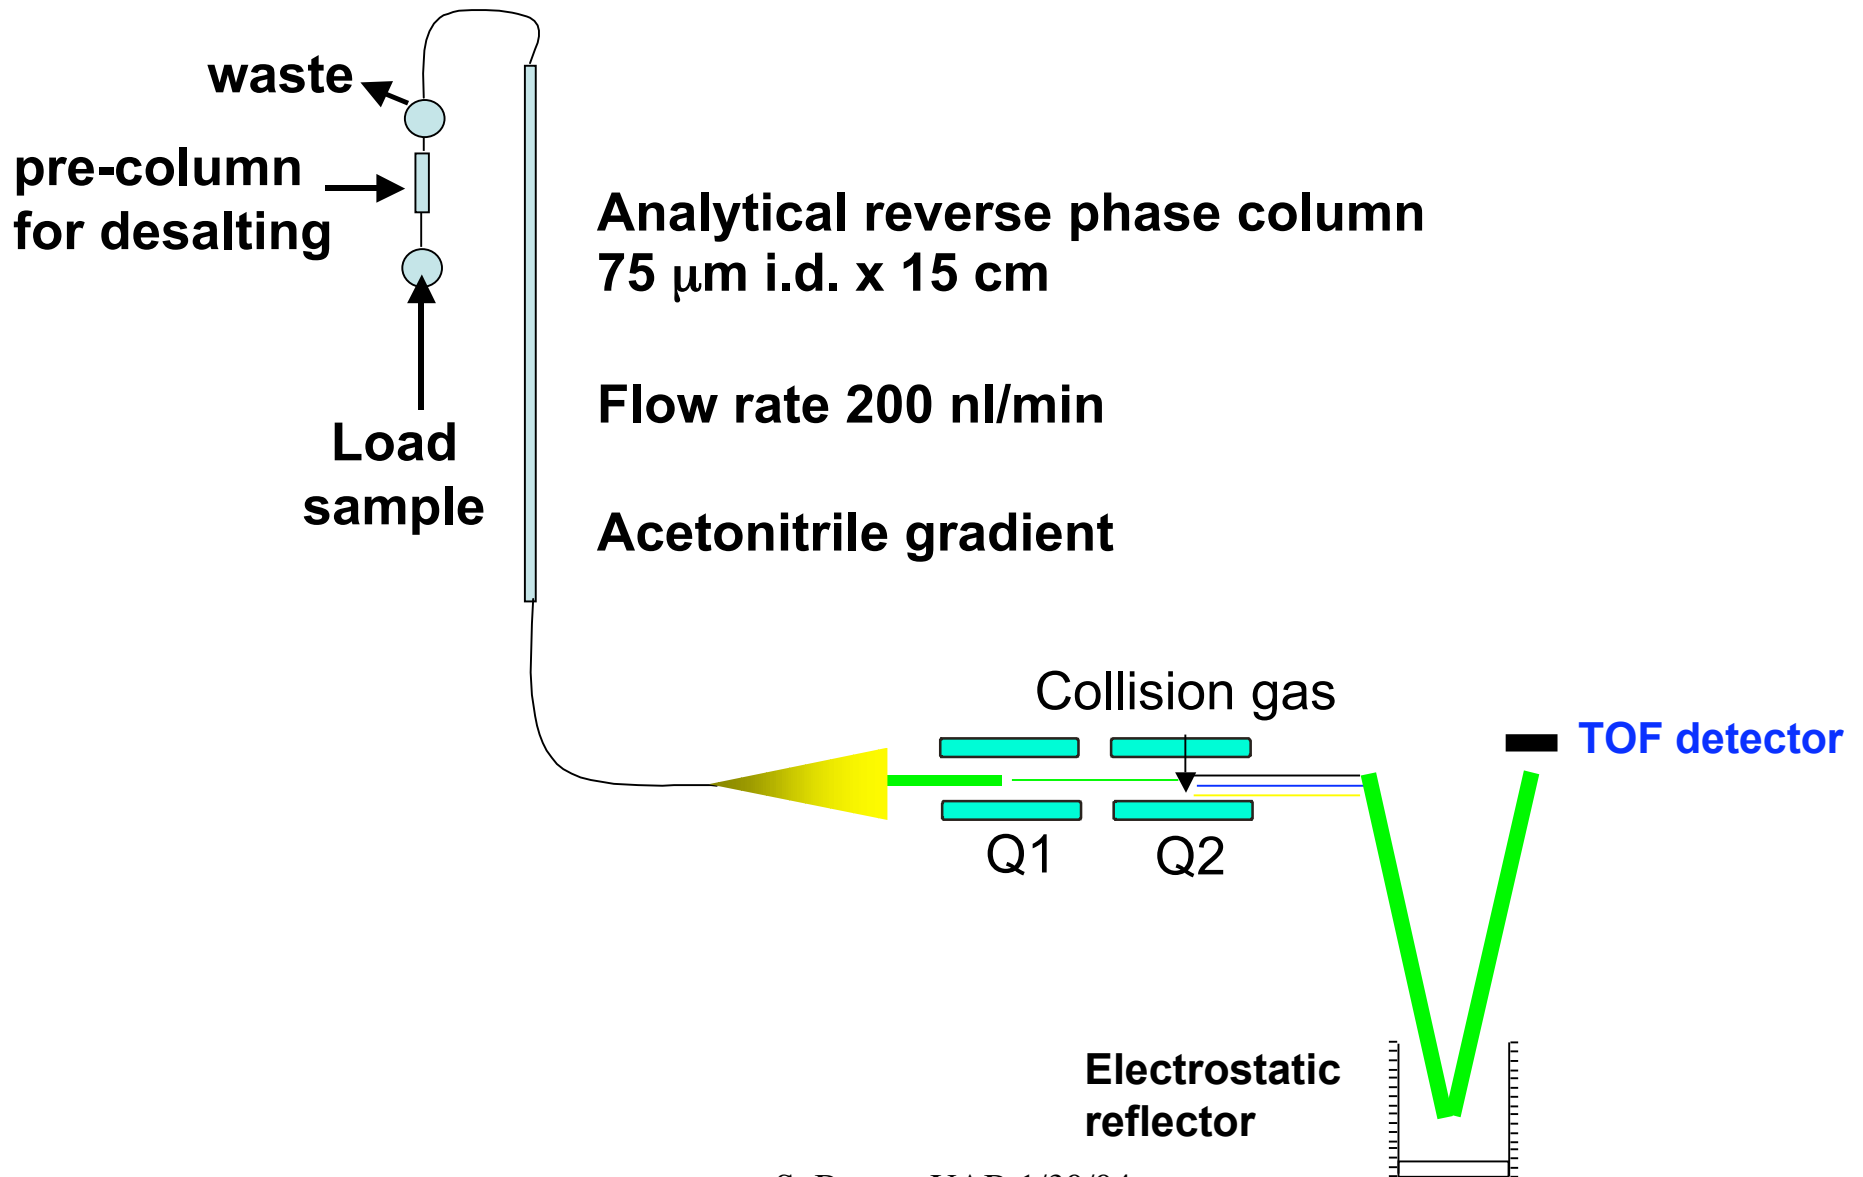 waste
pre-column
for desalting
Load
sample
Analytical reverse phase column
75 μm i.d. x 15 cm
Flow rate 200 nl/min
Acetonitrile gradient
Collision gas
TOF detector
Q1
Q2
Electrostatic
reflector